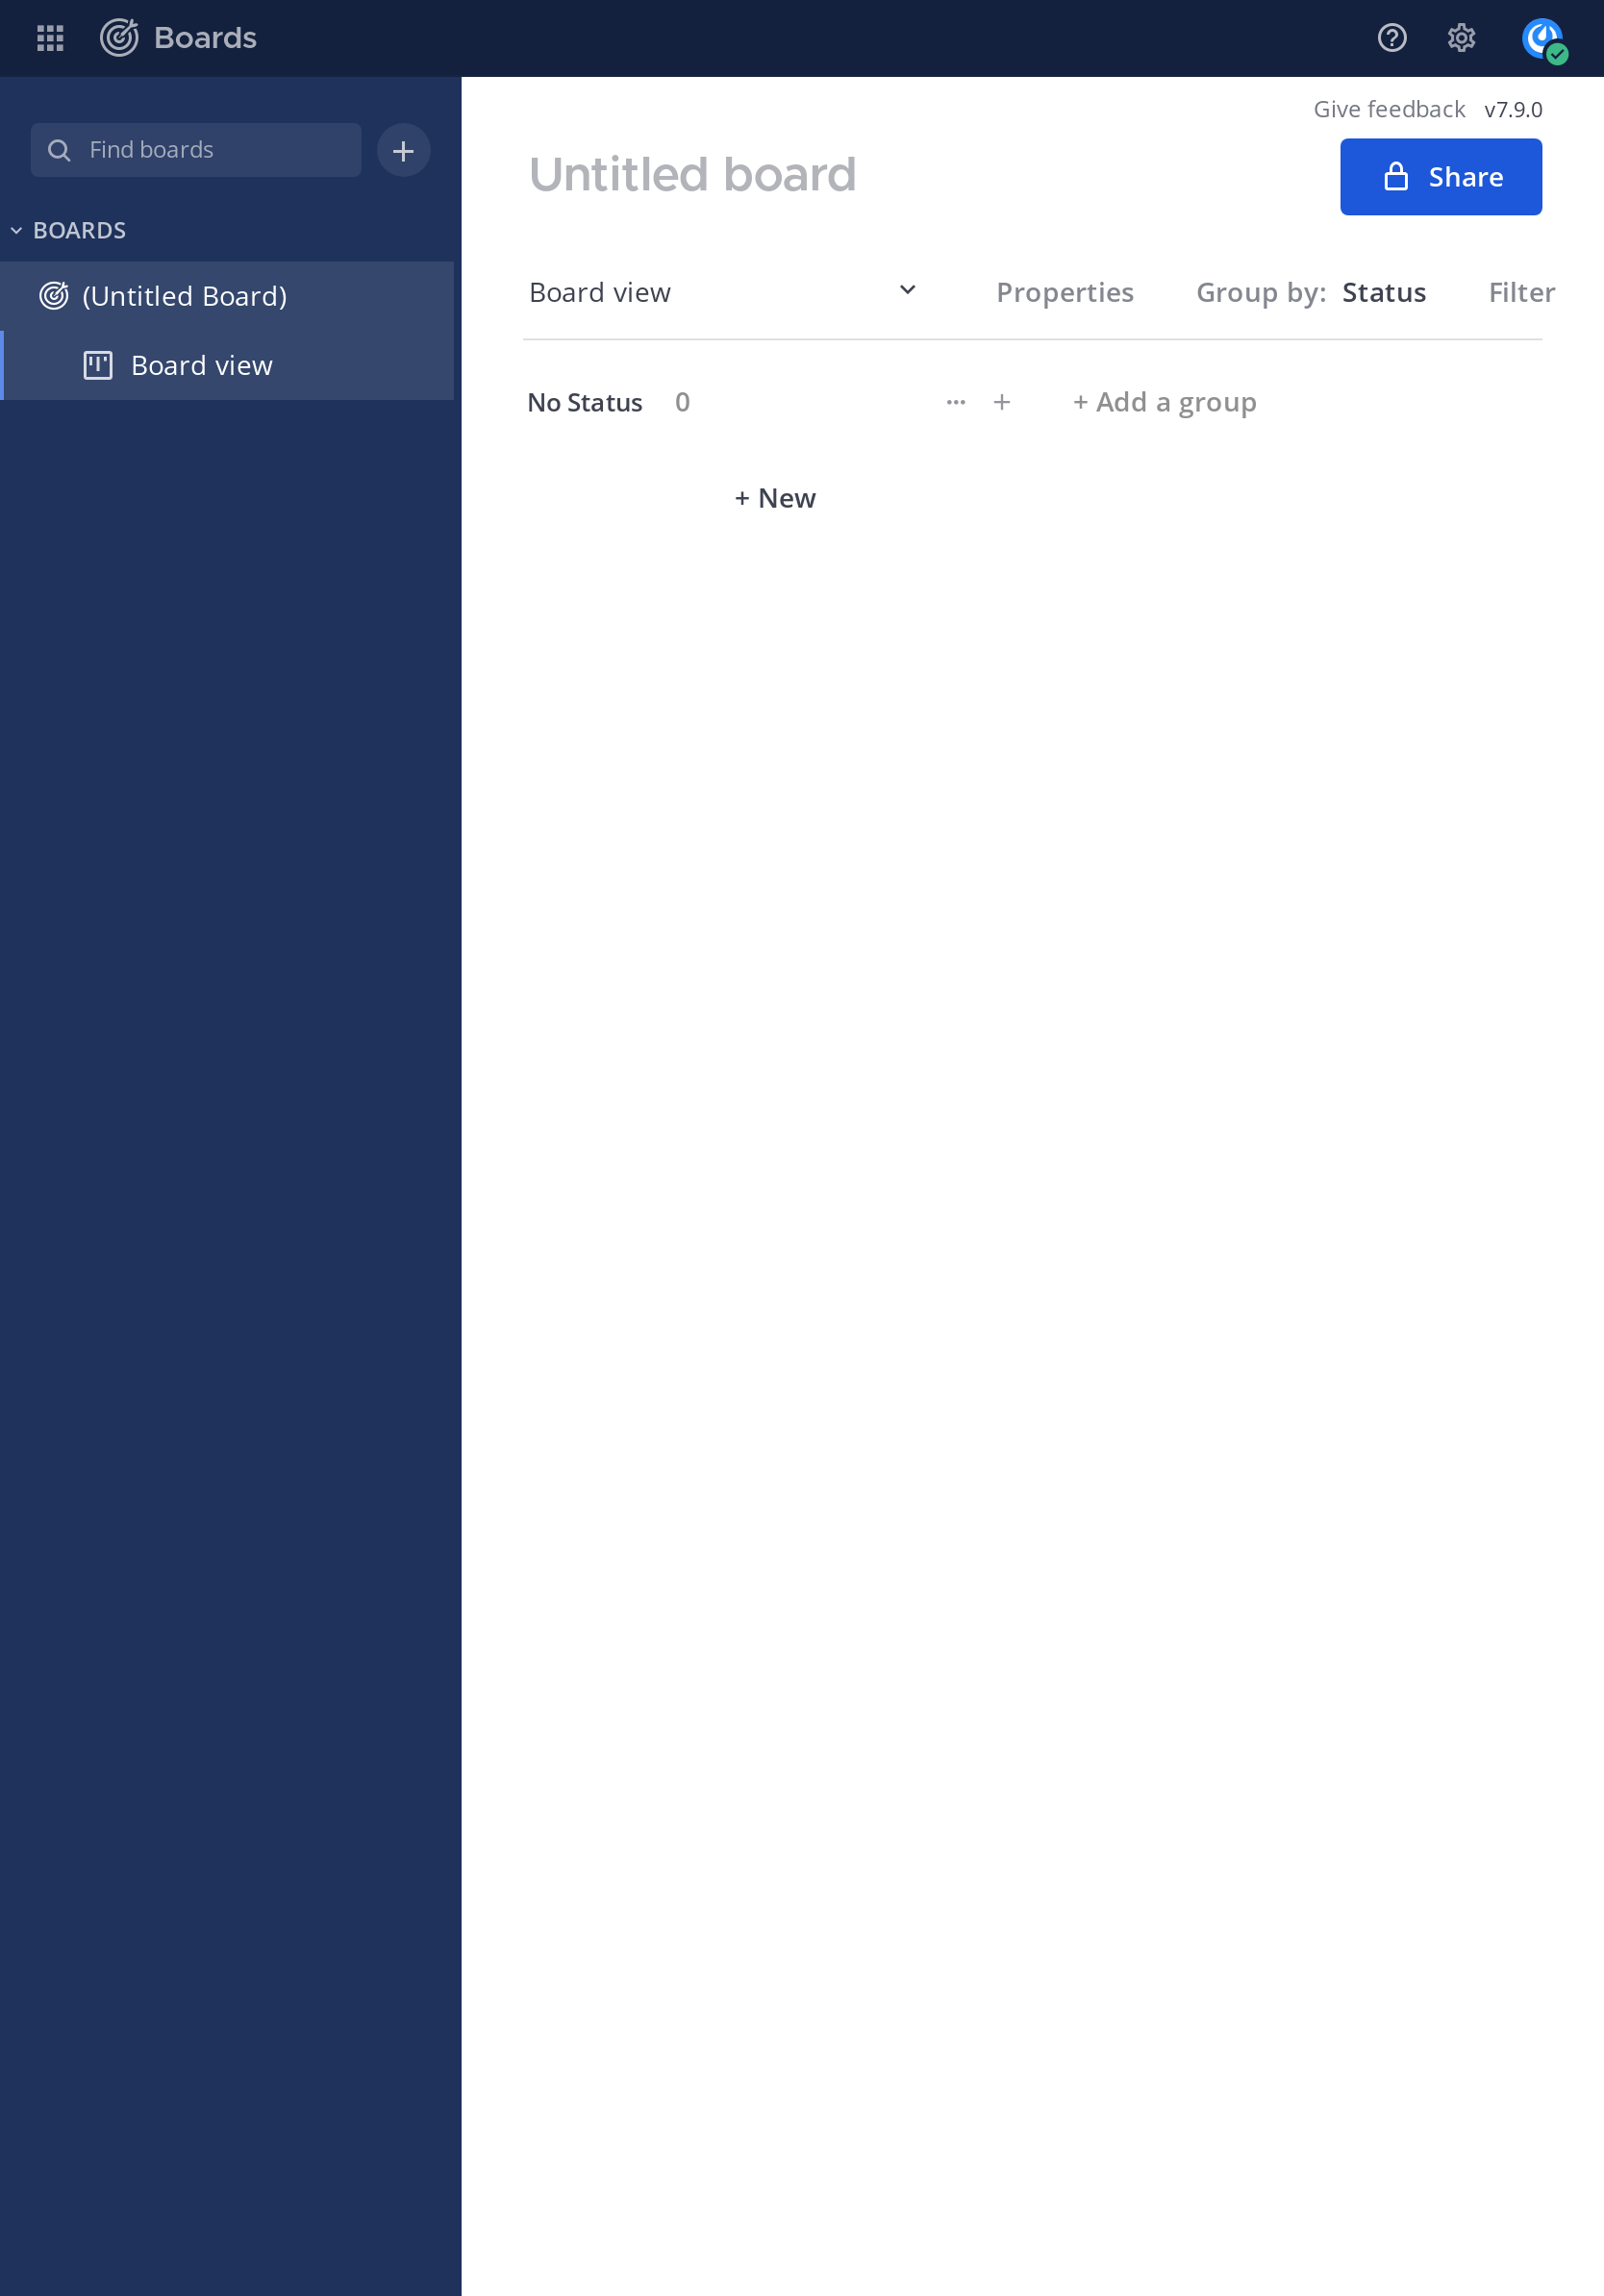 Boards
Give feedback v7.9.0
Find boards
Untitled board
Share
BOARDS
(Untitled Board)
Board view
Board view
Properties
Group by: Status
Filter
No Status 0
+ Add a group
+ New